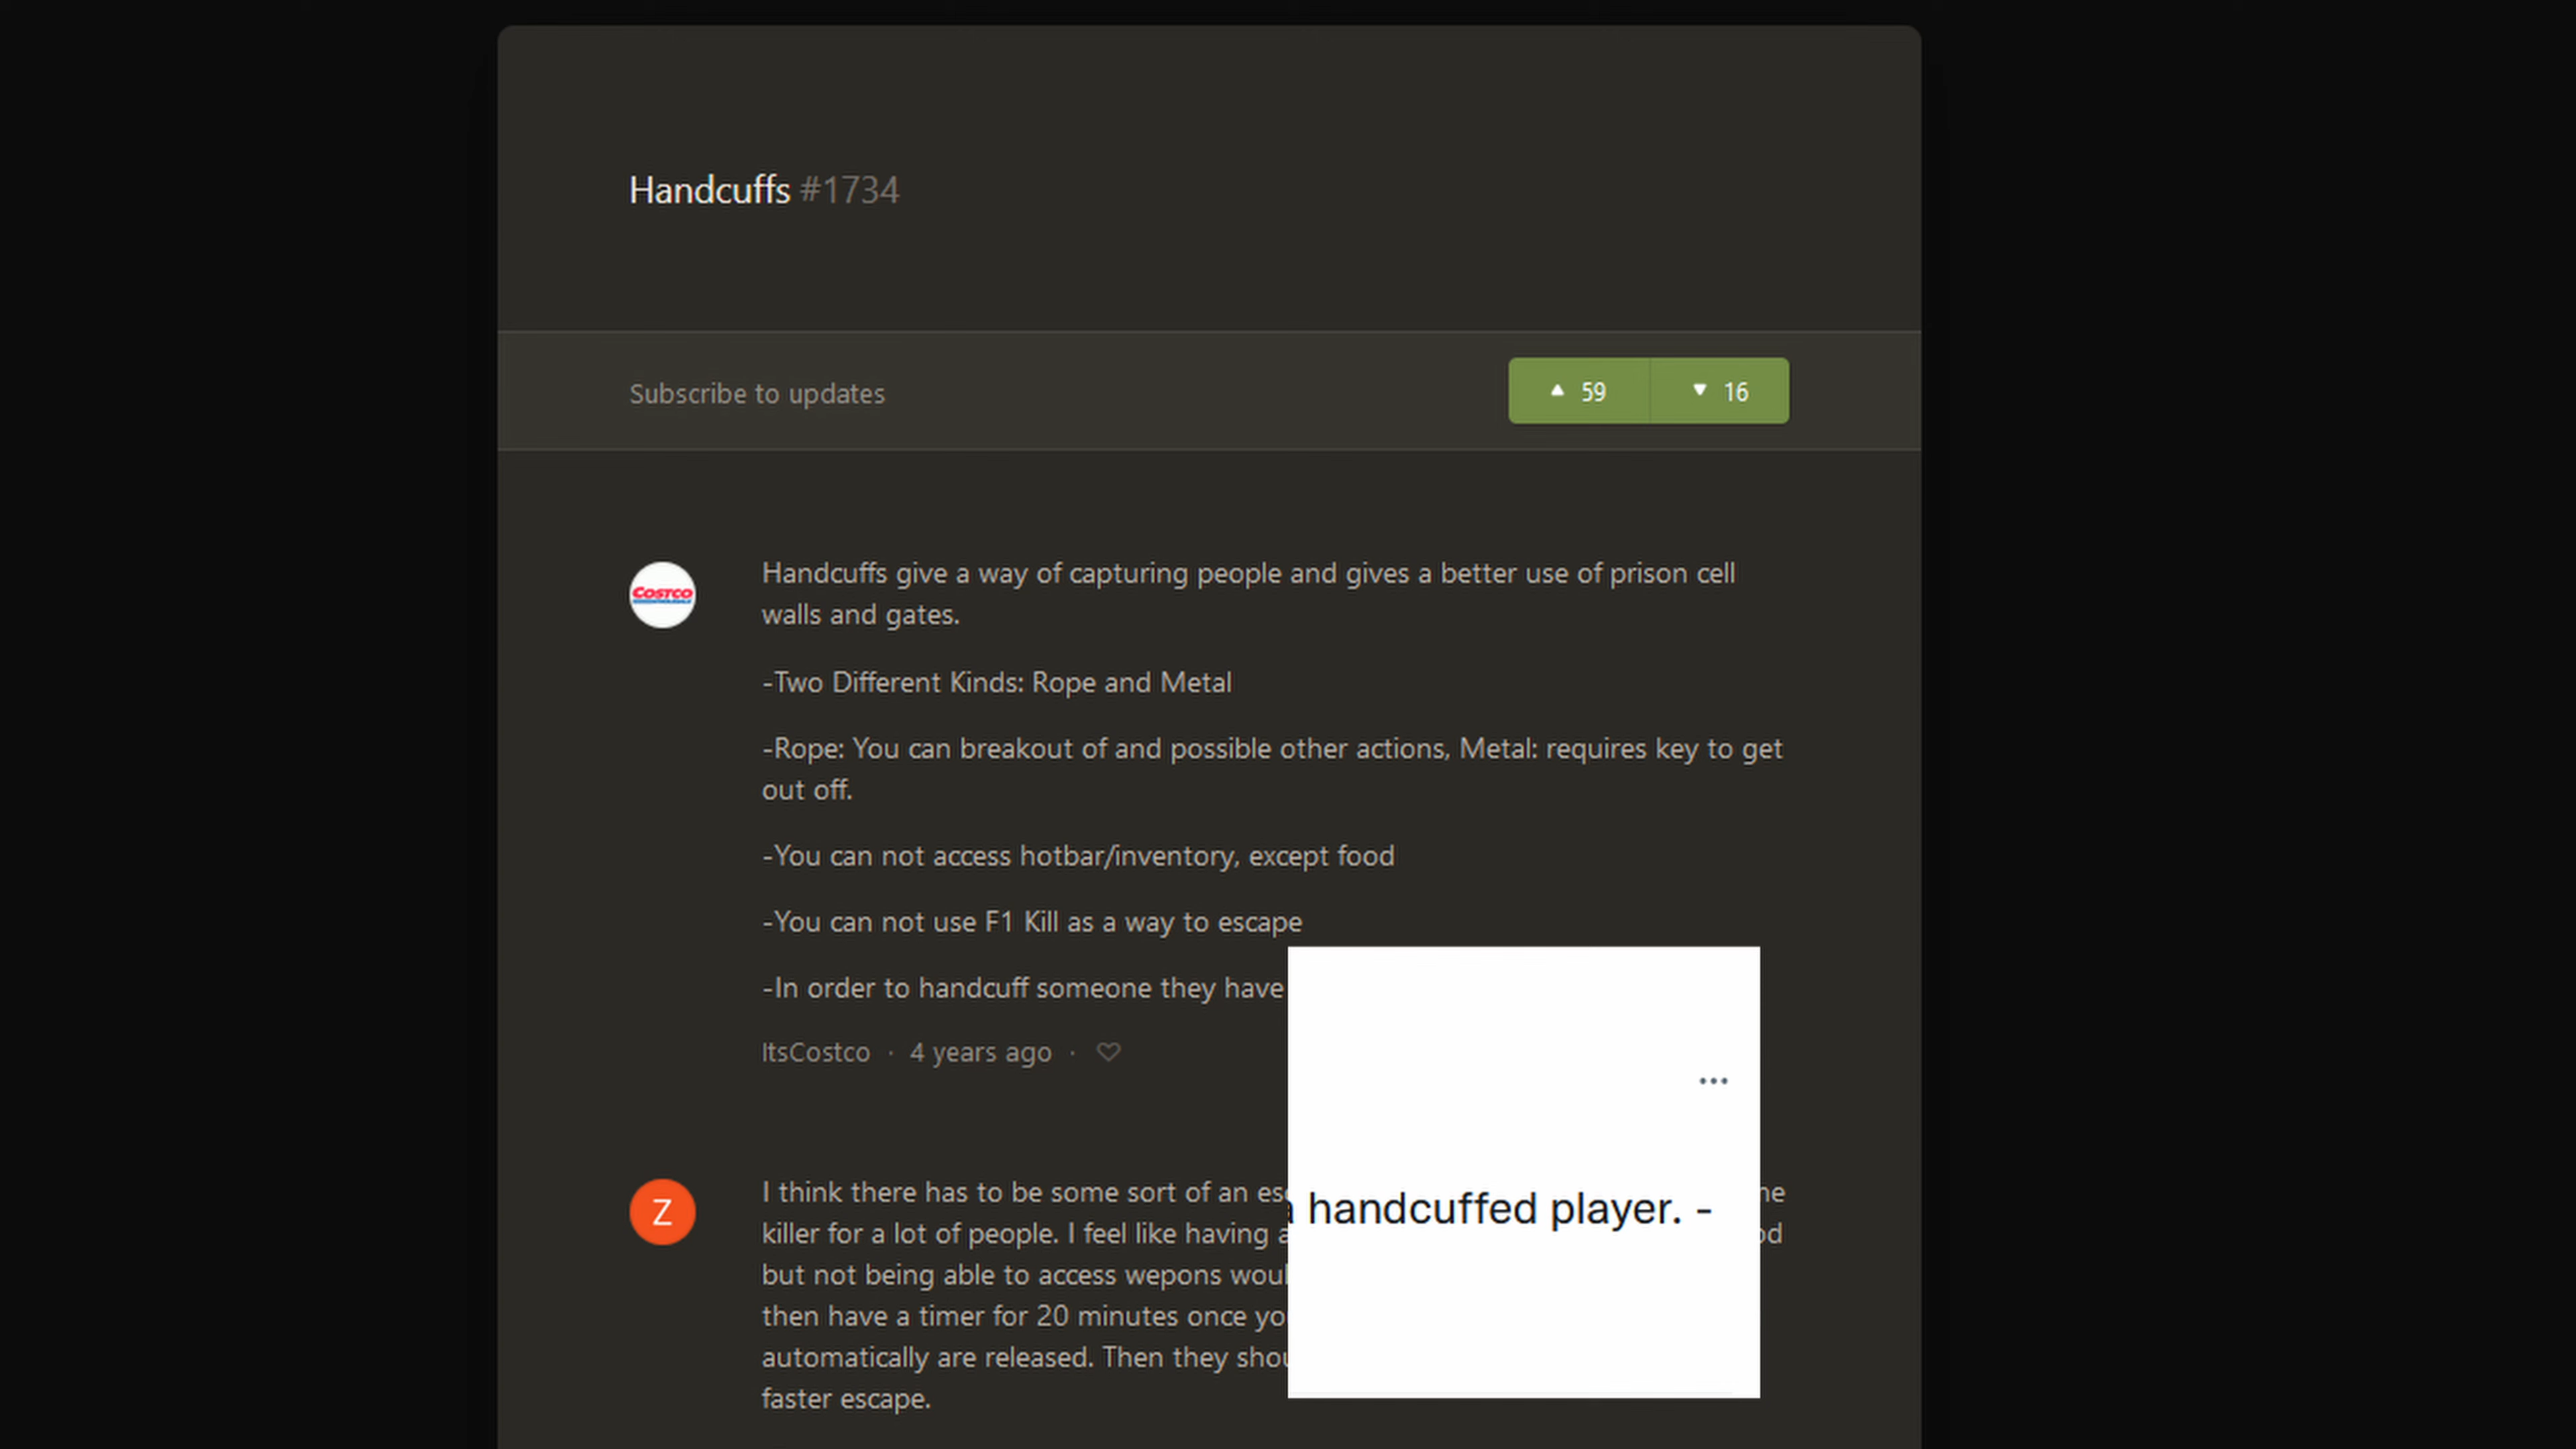 Handcuffs #1734
Subscribe to updates
59
16
COSTCO
Handcuffs give a way of capturing people and gives a better use of prison cell
walls and gates.
-Two Different Kinds: Rope and Metal
-Rope: You can breakout of and possible other actions, Metal: requires key to get
out off.
-You can not access hotbar/inventory, except food
-You can not use F1 Kill as a way to escape
-In order to handcuff someone they have
ItsCostco · 4 years ago ·
...
Z
I think there has to be some sort of an
killer for a lot of people. I feel like having
but not being able to access wepons
then have a timer for 20 minutes once
automatically are released. Then they
faster escape.
handcuffed player. -